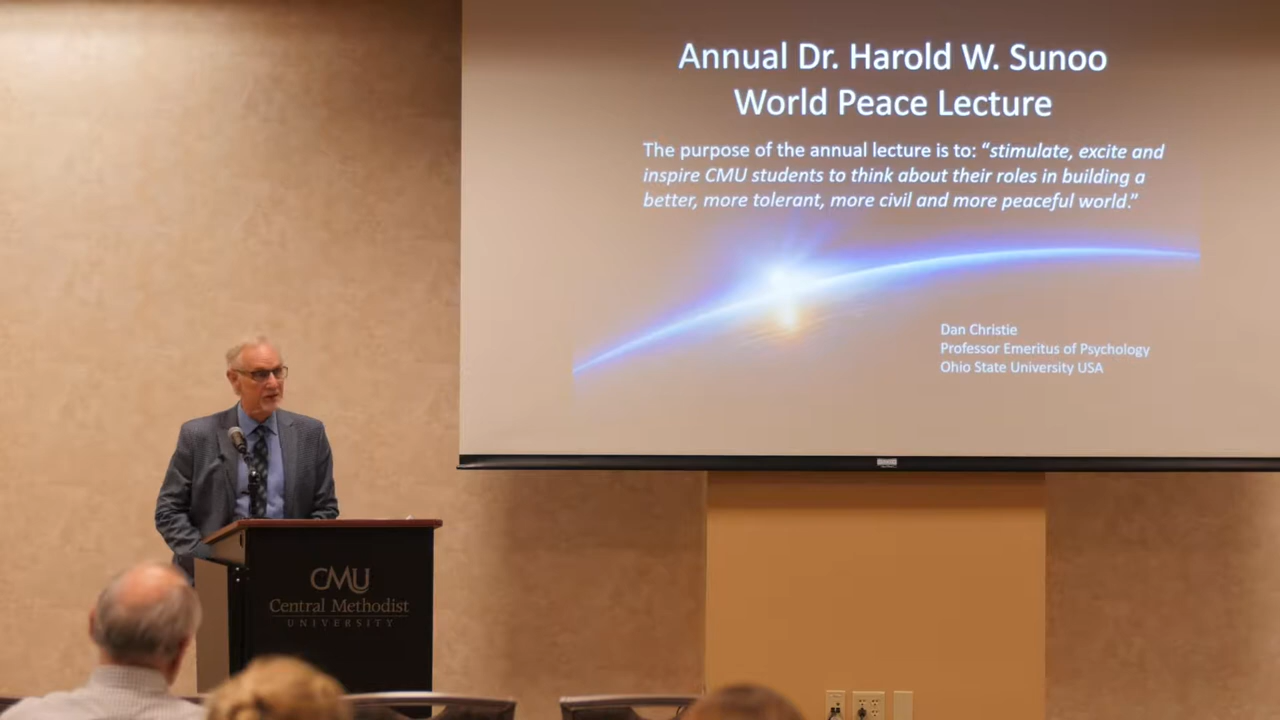 Annual Dr. Harold W. Sunoo
World Peace Lecture
The purpose of the annual lecture is to: “stimulate, excite and
inspire CMU students to think about their roles in building a
better, more tolerant, more civil and more peaceful world.”
Dan Christie
Professor Emeritus of Psychology
Ohio State University USA
CMU
Central Methodist
UNIVERSITY